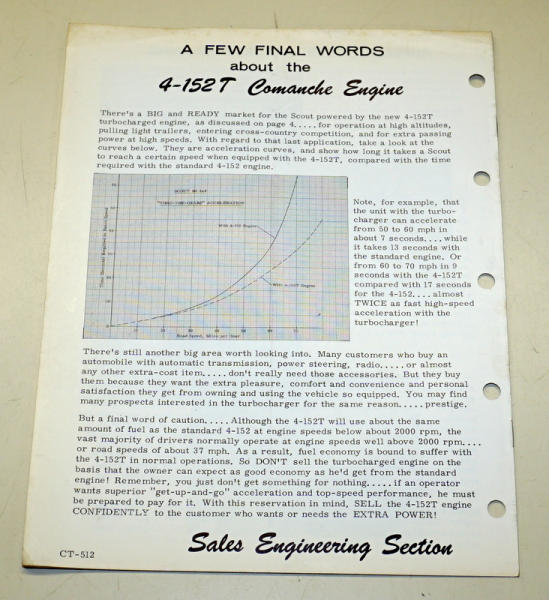 A FEW FINAL WORDS
about the
4-152T Comanche Engine
There's a BIG and READY market for the Scout powered by the new 4-152T
turbocharged engine, as discussed on page 4.....for operation at high altitudes,
pulling light trailers, entering cross-country competition, and for extra passing
power at high speeds. With regard to that last application, take a look at the
curves below. They are acceleration curves, and show how long it takes a Scout
to reach a certain speed when equipped with the 4-152T, compared with the time
required with the standard 4-152 engine.
"THRU-THE-GEARS" ACCELERATION
With 4-152 Engine
With 4-152T Engine
Road Speed, Miles per Hour
Note, for example, that
the unit with the turbo-
charger can accelerate
from 50 to 60 mph in
about 7 seconds....while
it takes 13 seconds with
the standard engine. Or
from 60 to 70 mph in 9
seconds with the 4-152T
compared with 17 seconds
for the 4-152....almost
TWICE as fast high-speed
acceleration with the
turbocharger!
There's still another big area worth looking into. Many customers who buy an
automobile with automatic transmission, power steering, radio.....or almost
any other extra-cost item.....don't really need those accessories. But they buy
them because they want the extra pleasure, comfort and convenience and personal
satisfaction they get from owning and using the vehicle so equipped. You may find
many prospects interested in the turbocharger for the same reason.....prestige.
But a final word of caution.....Although the 4-152T will use about the same
amount of fuel as the standard 4-152 at engine speeds below about 2000 rpm, the
vast majority of drivers normally operate at engine speeds well above 2000 rpm....
or road speeds of about 37 mph. As a result, fuel economy is bound to suffer with
the 4-152T in normal operations. So DON'T sell the turbocharged engine on the
basis that the owner can expect as good economy as he'd get from the standard
engine! Remember, you just don't get something for nothing.....if an operator
wants superior "get-up-and-go" acceleration and top-speed performance, he must
be prepared to pay for it. With this reservation in mind, SELL the 4-152T engine
CONFIDENTLY to the customer who wants or needs the EXTRA POWER!
Sales Engineering Section
CT-512